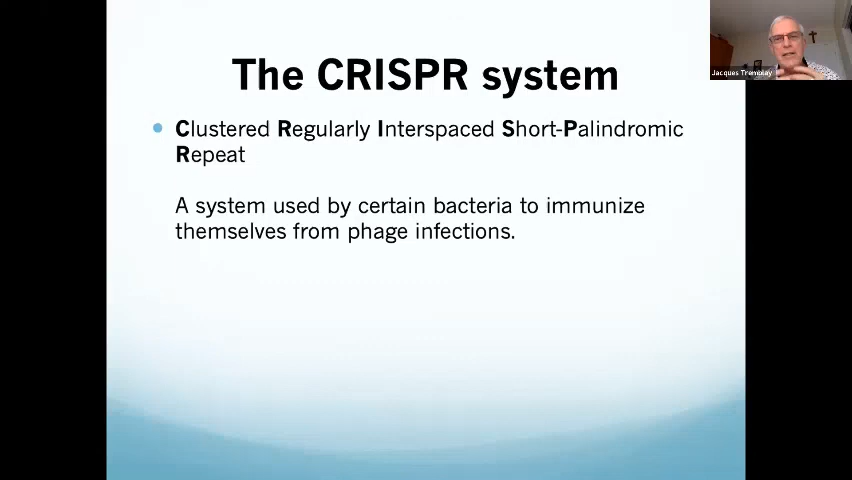 The CRISPR system
Clustered Regularly Interspaced Short-Palindromic
Repeat
A system used by certain bacteria to immunize
themselves from phage infections.
Jacques Tremblay